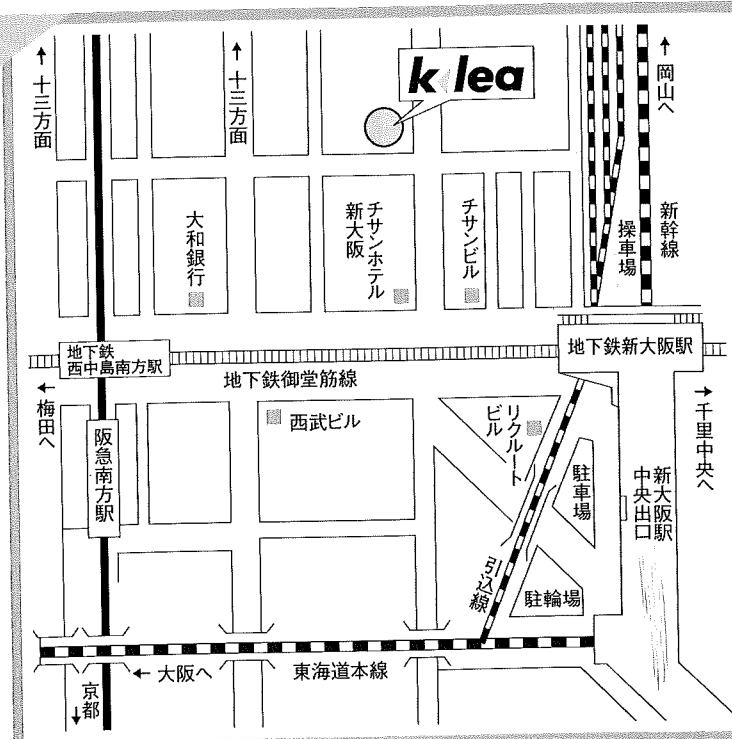 ↑
十三方面
↑
十三方面
k lea
↑
岡山へ
大和銀行
チサンホテル
新大阪
チサンビル
操車場
新幹線
地下鉄
西中島南方駅
地下鉄御堂筋線
地下鉄新大阪駅
←
梅田へ
阪急南方駅
西武ビル
リクルート
ビル
駐車場
新大阪駅
中央出口
→
千里中央へ
引込線
駐輪場
← 大阪へ
東海道本線
京都
↓